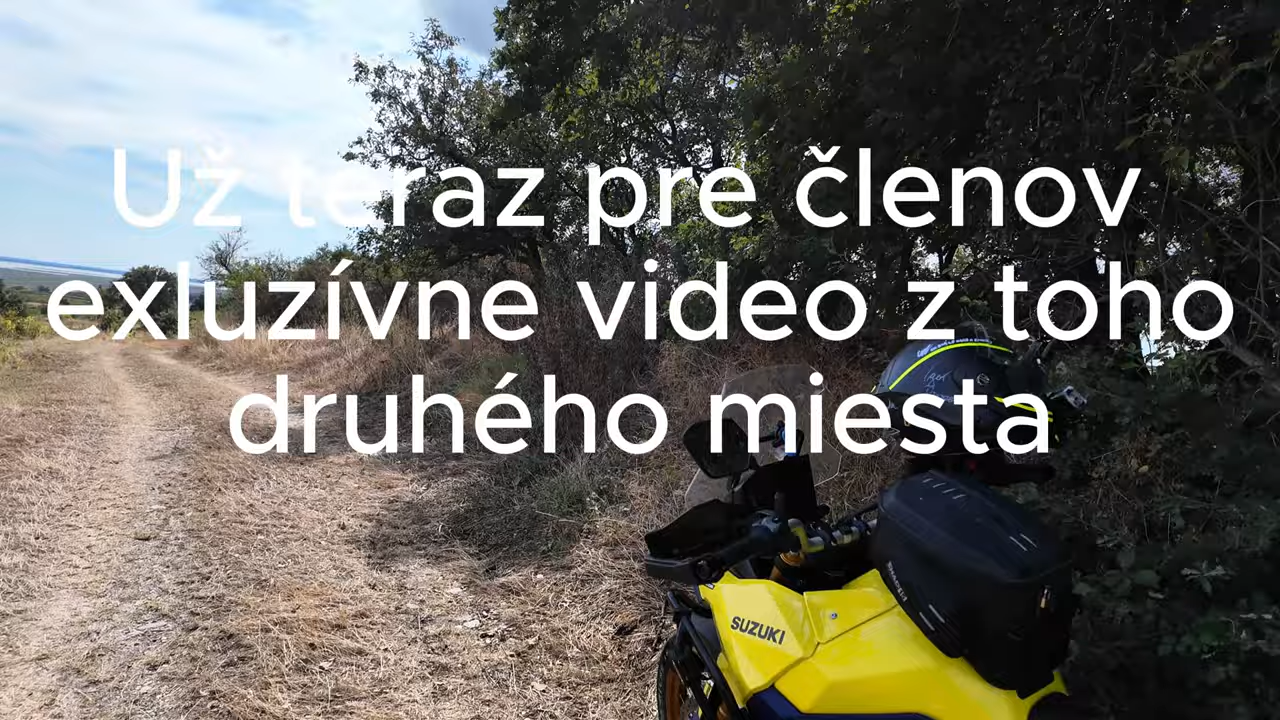 Už teraz pre členov
exluzívne video z toho
druhého miesta
SUZUKI